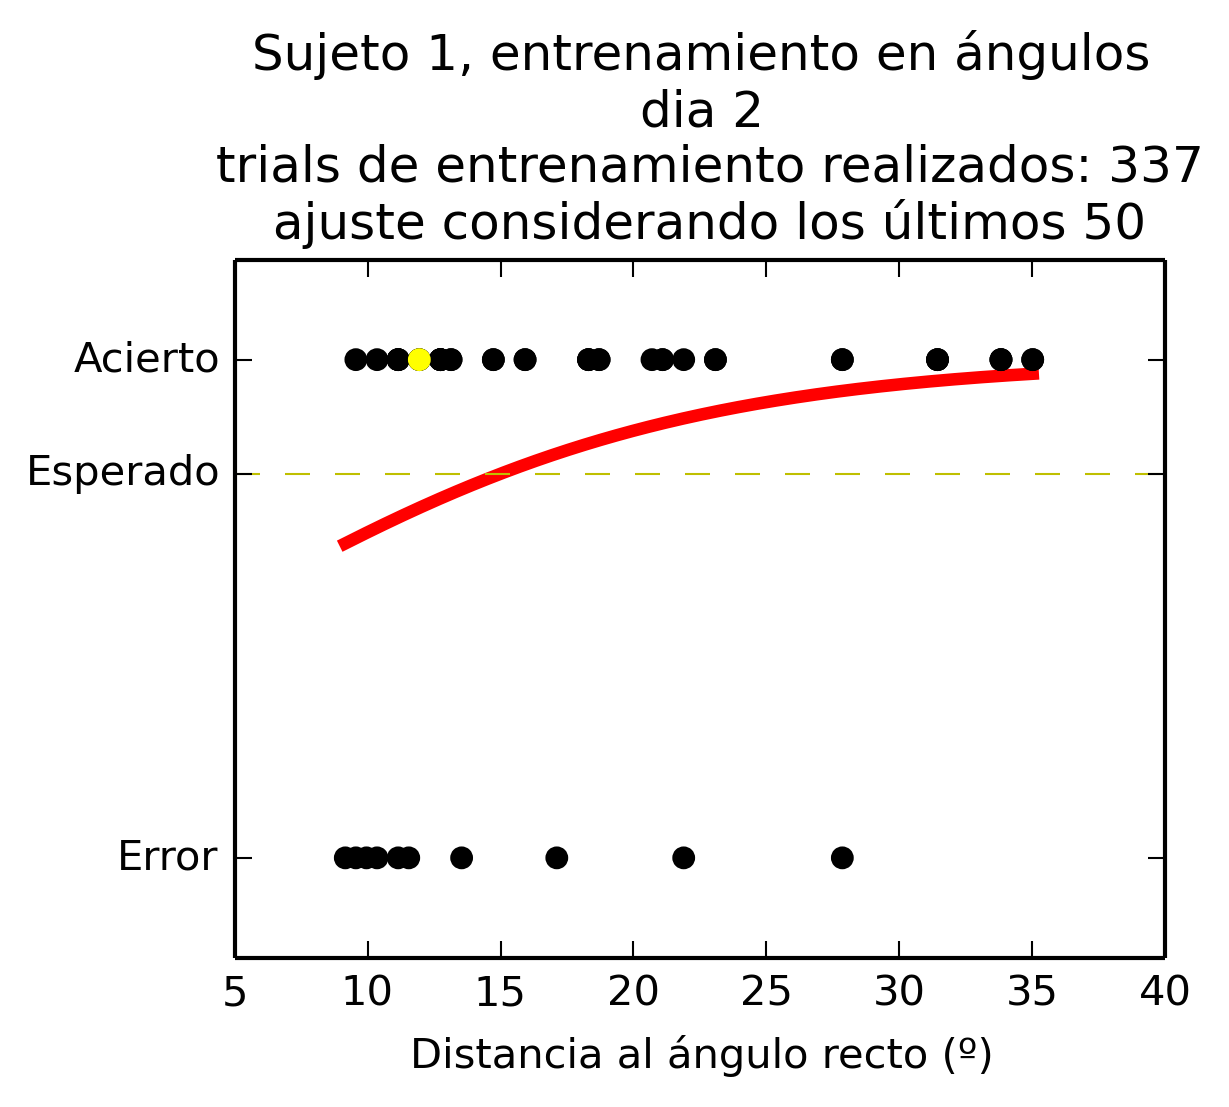 Sujeto 1, entrenamiento en ángulos
dia 2
trials de entrenamiento realizados: 337
ajuste considerando los últimos 50
Acierto
Esperado
Error
5 10 15 20 25 30 35 40
Distancia al ángulo recto (º)